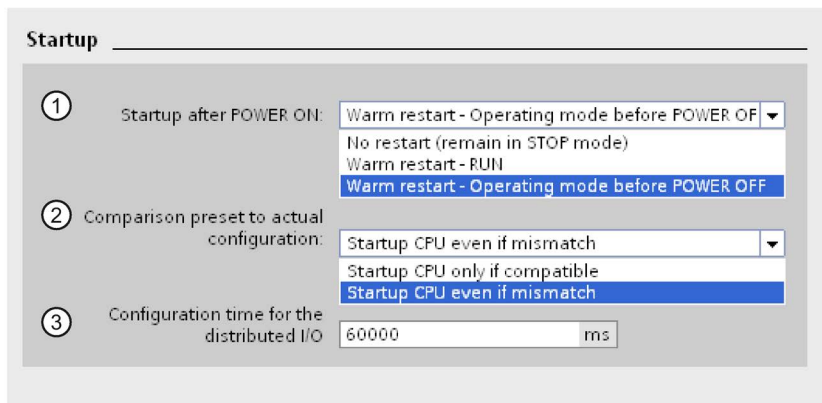 Startup
1
Startup after POWER ON:
Warm restart - Operating mode before POWER OF
No restart (remain in STOP mode)
Warm restart - RUN
Warm restart - Operating mode before POWER OFF
2
Comparison preset to actual
configuration:
Startup CPU even if mismatch
Startup CPU only if compatible
Startup CPU even if mismatch
3
Configuration time for the
distributed I/O
60000 ms